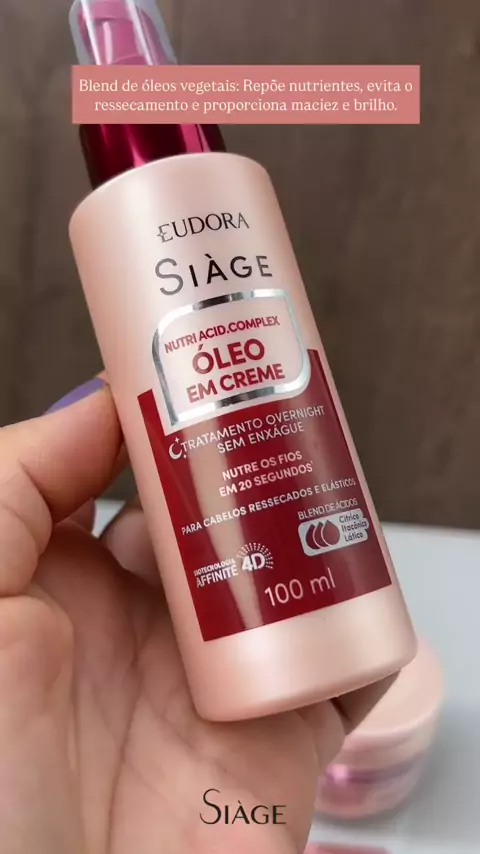 Blend de óleos vegetais: Repõe nutrientes, evita o
ressecamento e proporciona maciez e brilho.
EUDORA
SIÀGE
NUTRI ACID.COMPLEX
ÓLEO
EM CREME
TRATAMENTO OVERNIGHT
SEM ENXÁGUE
NUTRE OS FIOS
EM 20 SEGUNDOS
PARA CABELOS RESSECADOS E ELÁSTICOS
BLEND DE ÁCIDOS
Cítrico
Itacônico
Lático
BIOTECNOLOGIA
AFFINITÉ 4D
100 ml
SIÀGE